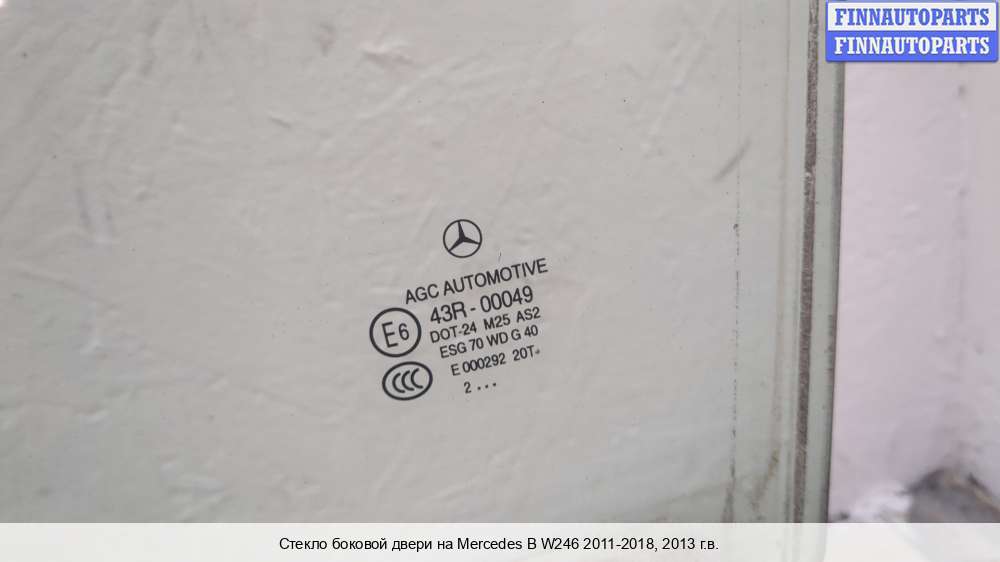 FINNAUTOPARTS
FINNAUTOPARTS
AGC AUTOMOTIVE
43R - 00049
E6
DOT-24 M25 AS2
ESG 70 WD G 40
E 000292 20T
CCC
2 ...
Стекло боковой двери на Mercedes B W246 2011-2018, 2013 г.в.